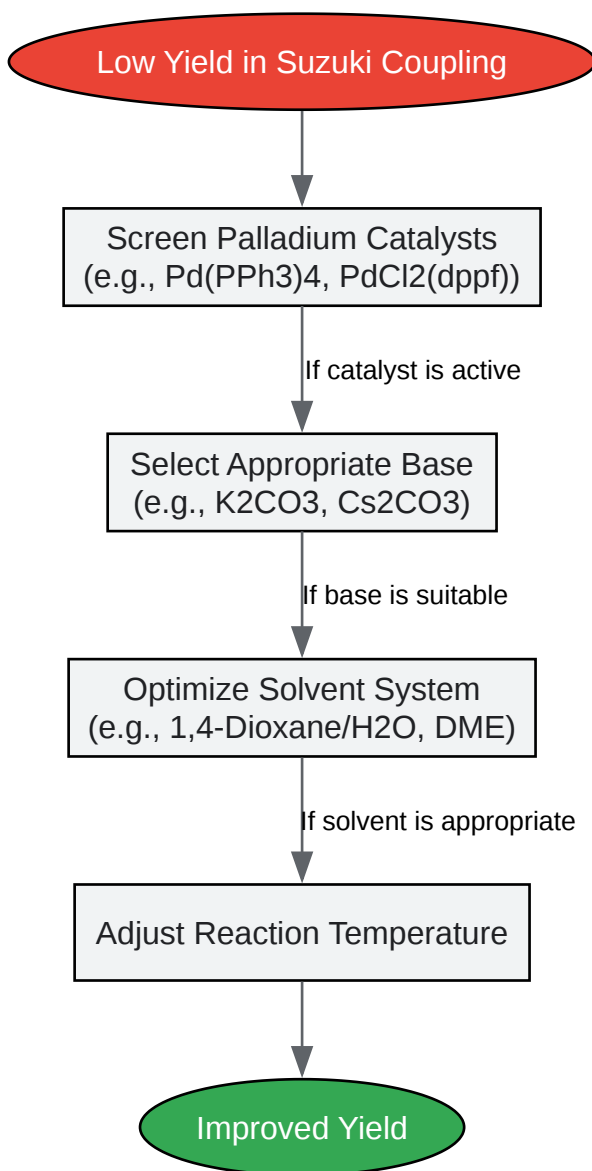 Low Yield in Suzuki Coupling
Screen Palladium Catalysts
(e.g., Pd(PPh3)4, PdCl2(dppf))
If catalyst is active
Select Appropriate Base
(e.g., K2CO3, Cs2CO3)
If base is suitable
Optimize Solvent System
(e.g., 1,4-Dioxane/H2O, DME)
If solvent is appropriate
Adjust Reaction Temperature
Improved Yield